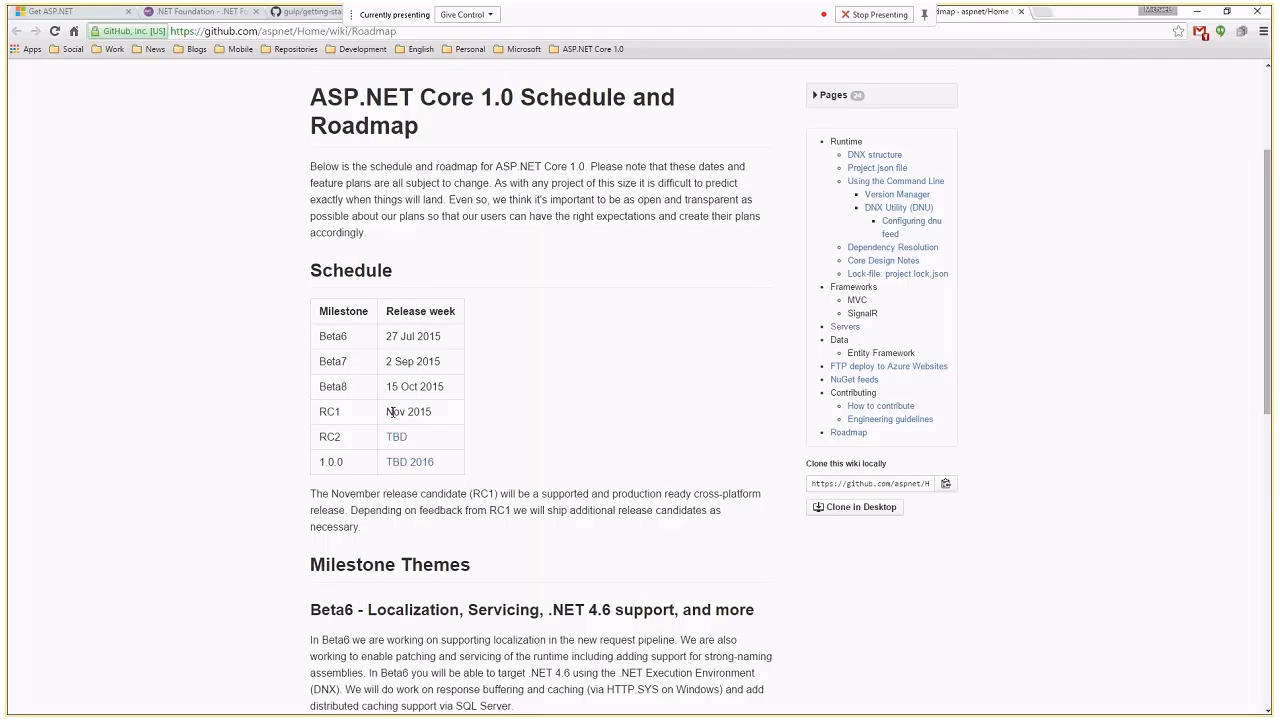 Get ASP.NET
.NET Foundation - .NET Fo
gulp/getting-sta
Currently presenting
Give Control
Stop Presenting
dmap · aspnet/Home
GitHub, Inc. [US]
https://github.com/aspnet/Home/wiki/Roadmap
Apps
Social
Work
News
Blogs
Mobile
Repositories
Development
English
Personal
Microsoft
ASP.NET Core 1.0
ASP.NET Core 1.0 Schedule and
Roadmap
Below is the schedule and roadmap for ASP.NET Core 1.0. Please note that these dates and
feature plans are all subject to change. As with any project of this size it is difficult to predict
exactly when things will land. Even so, we think it's important to be as open and transparent as
possible about our plans so that our users can have the right expectations and create their plans
accordingly.
Schedule
Milestone Release week
Beta6 27 Jul 2015
Beta7 2 Sep 2015
Beta8 15 Oct 2015
RC1 Nov 2015
RC2 TBD
1.0.0 TBD 2016
The November release candidate (RC1) will be a supported and production ready cross-platform
release. Depending on feedback from RC1 we will ship additional release candidates as
necessary.
Milestone Themes
Beta6 - Localization, Servicing, .NET 4.6 support, and more
In Beta6 we are working on supporting localization in the new request pipeline. We are also
working to enable patching and servicing of the runtime including adding support for strong-naming
assemblies. In Beta6 you will be able to target .NET 4.6 using the .NET Execution Environment
(DNX). We will do work on response buffering and caching (via HTTP.SYS on Windows) and add
distributed caching support via SQL Server.
Pages 24
Runtime
DNX structure
Project.json file
Using the Command Line
Version Manager
DNX Utility (DNU)
Configuring dnu
feed
Dependency Resolution
Core Design Notes
Lock-file: project.lock.json
Frameworks
MVC
SignalR
Servers
Data
Entity Framework
FTP deploy to Azure Websites
NuGet feeds
Contributing
How to contribute
Engineering guidelines
Roadmap
Clone this wiki locally
https://github.com/aspnet/H
Clone in Desktop